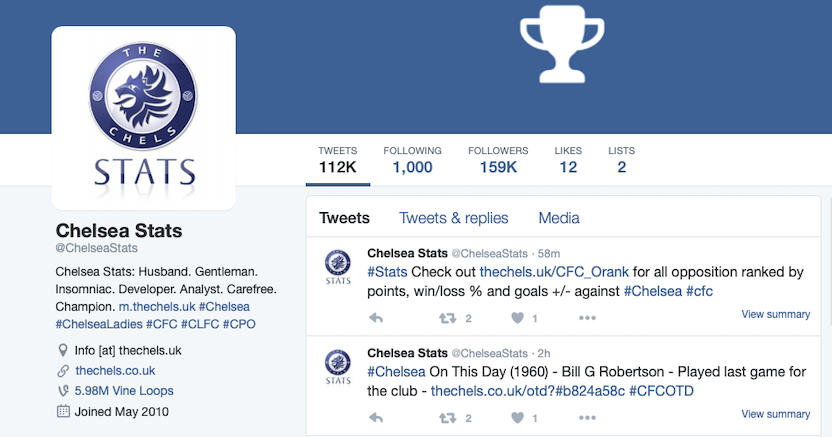 THE
CHELS
STATS
TWEETS FOLLOWING FOLLOWERS LIKES LISTS
112K 1,000 159K 12 2
Chelsea Stats
@ChelseaStats
Chelsea Stats: Husband. Gentleman.
Insomniac. Developer. Analyst. Carefree.
Champion. m.thechels.uk #Chelsea
#ChelseaLadies #CFC #CLFC #CPO
Info [at] thechels.uk
thechels.co.uk
5.98M Vine Loops
Joined May 2010
Tweets Tweets & replies Media
STATS
Chelsea Stats @ChelseaStats · 58m
#Stats Check out thechels.uk/CFC_Orank for all opposition ranked by
points, win/loss % and goals +/- against #Chelsea #cfc
2 1 ••• View summary
STATS
Chelsea Stats @ChelseaStats · 2h
#Chelsea On This Day (1960) - Bill G Robertson - Played last game for
the club - thechels.co.uk/otd?#b824a58c #CFCOTD
2 1 ••• View summary